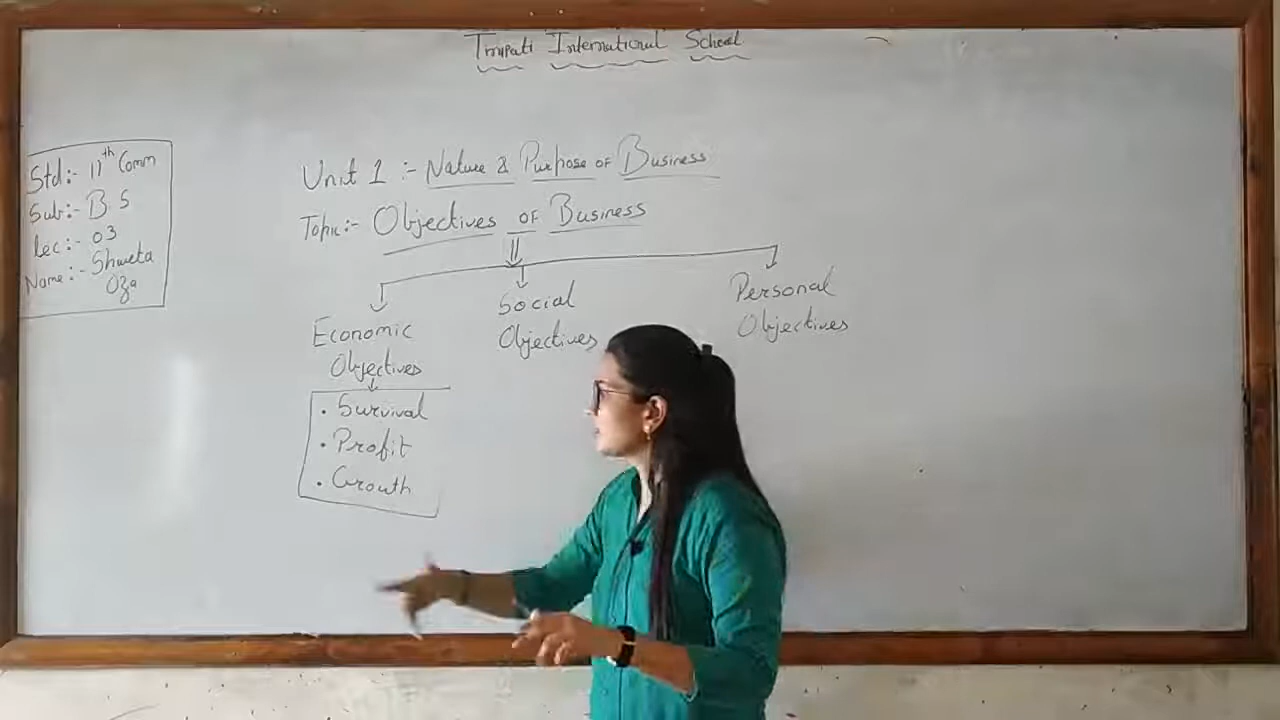 Tirupati International School
Std:- 11th Comm
Sub:- B S
Lec:- 03
Name:- Shweta
Oza
Unit 1 :- Nature & Purpose of Business
Topic:- Objectives of Business
Economic
Objectives
Social
Objectives
Personal
Objectives
• Survival
• Profit
• Growth